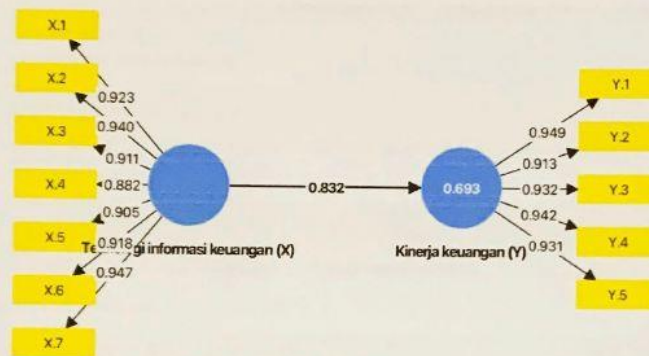 X.1
X.2
X.3
X.4
X.5
X.6
X.7
0.923
0.940
0.911
0.882
0.905
0.918
0.947
informasi keuangan (X)
0.832
0.693
Kinerja keuangan (Y)
0.949
0.913
0.932
0.942
0.931
Y.1
Y.2
Y.3
Y.4
Y.5